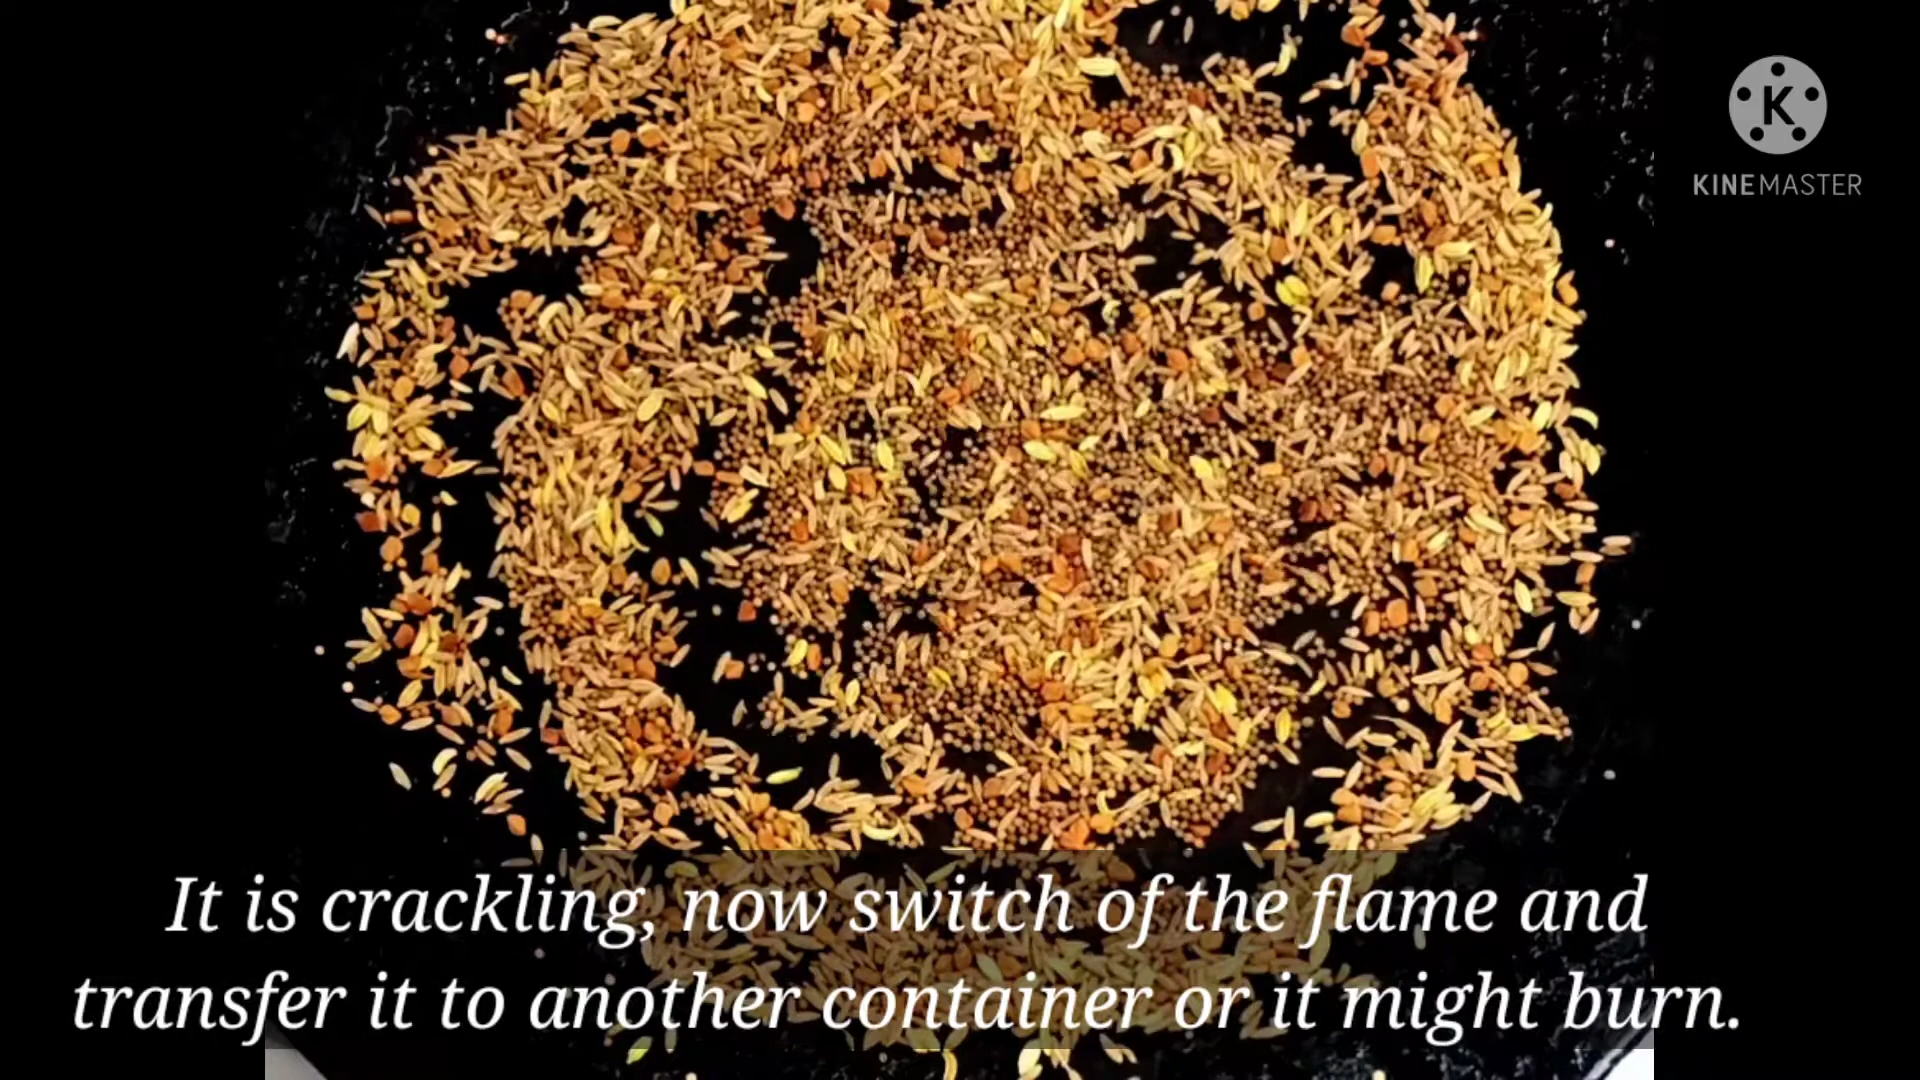 K
KINEMASTER
It is crackling, now switch of the flame and
transfer it to another container or it might burn.